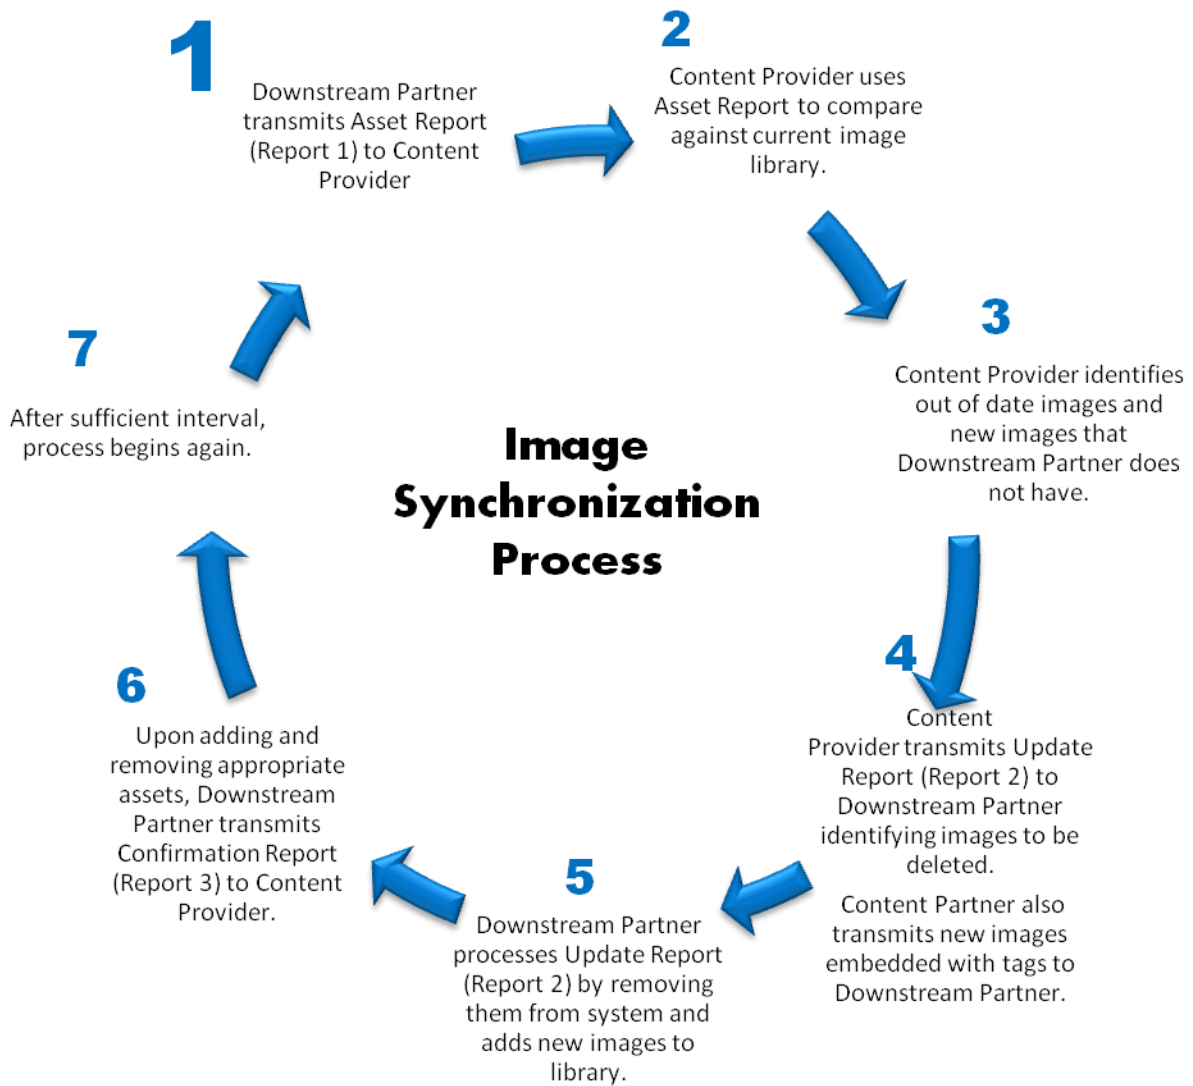 1
Downstream Partner
transmits Asset Report
(Report 1) to Content
Provider
2
Content Provider uses
Asset Report to compare
against current image
library.
3
Content Provider identifies
out of date images and
new images that
Downstream Partner does
not have.
4
Content
Provider transmits Update
Report (Report 2) to
Downstream Partner
identifying images to be
deleted.
Content Partner also
transmits new images
embedded with tags to
Downstream Partner.
5
Downstream Partner
processes Update Report
(Report 2) by removing
them from system and
adds new images to
library.
6
Upon adding and
removing appropriate
assets, Downstream
Partner transmits
Confirmation Report
(Report 3) to Content
Provider.
7
After sufficient interval,
process begins again.
Image
Synchronization
Process